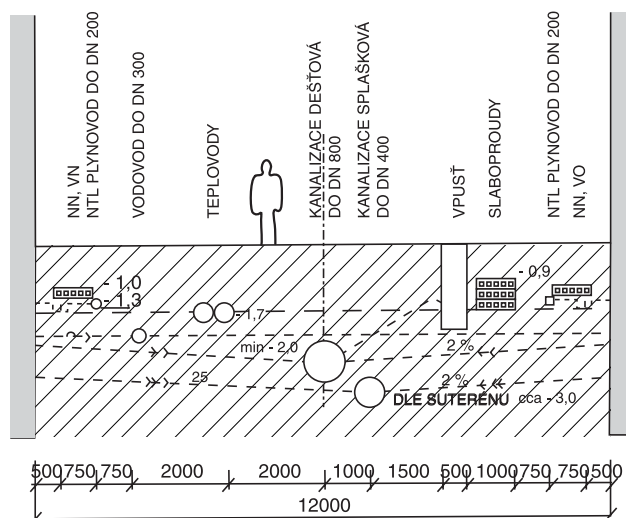 NN, VN
NTL PLYNOVOD DO DN 200
VODOVOD DO DN 300
TEPLOVODY
KANALIZACE DEŠŤOVÁ
DO DN 800
KANALIZACE SPLAŠKOVÁ
DO DN 400
VPUSŤ
SLABOPROUDY
NTL PLYNOVOD DO DN 200
NN, VO
- 1,0
- 1,3
- 0,9
- 1,7
min - 2,0
2 %
25
2 %
DLE SUTERÉNU cca - 3,0
500 750 750 2000 2000 1000 1500 500 1000 750 750 500
12000